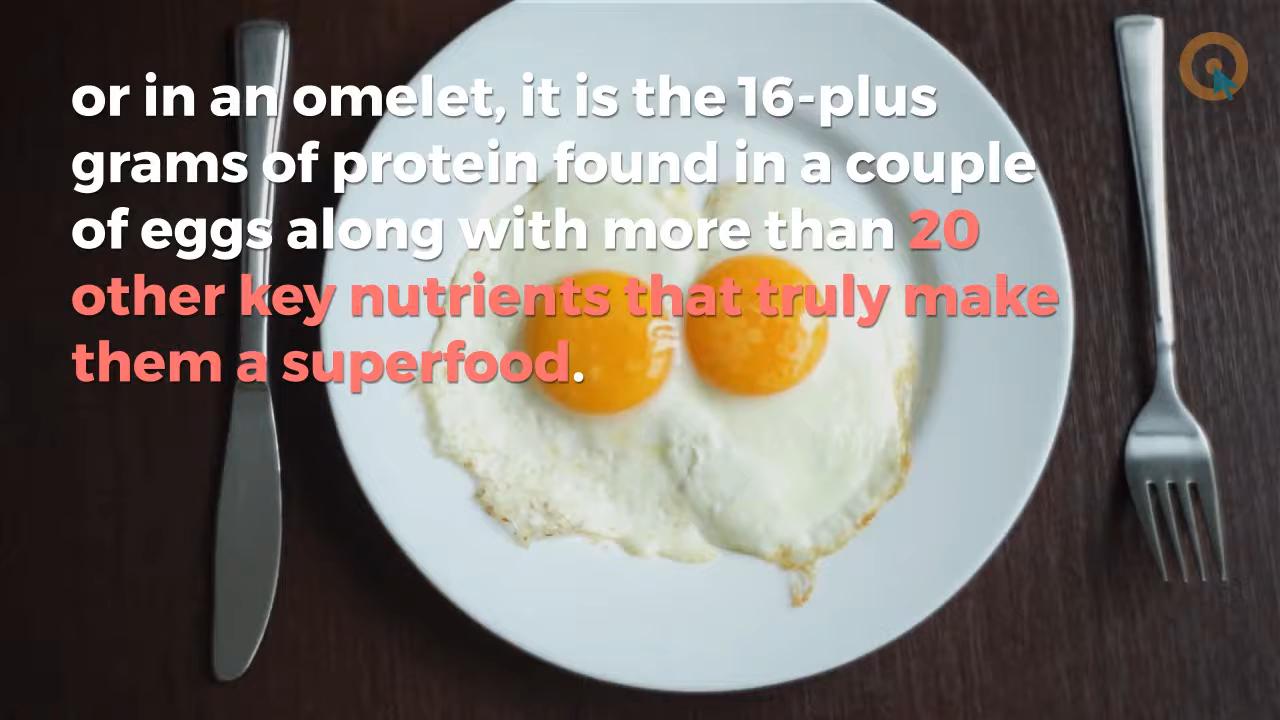 or in an omelet, it is the 16-plus
grams of protein found in a couple
of eggs along with more than 20
other key nutrients that truly make
them a superfood.